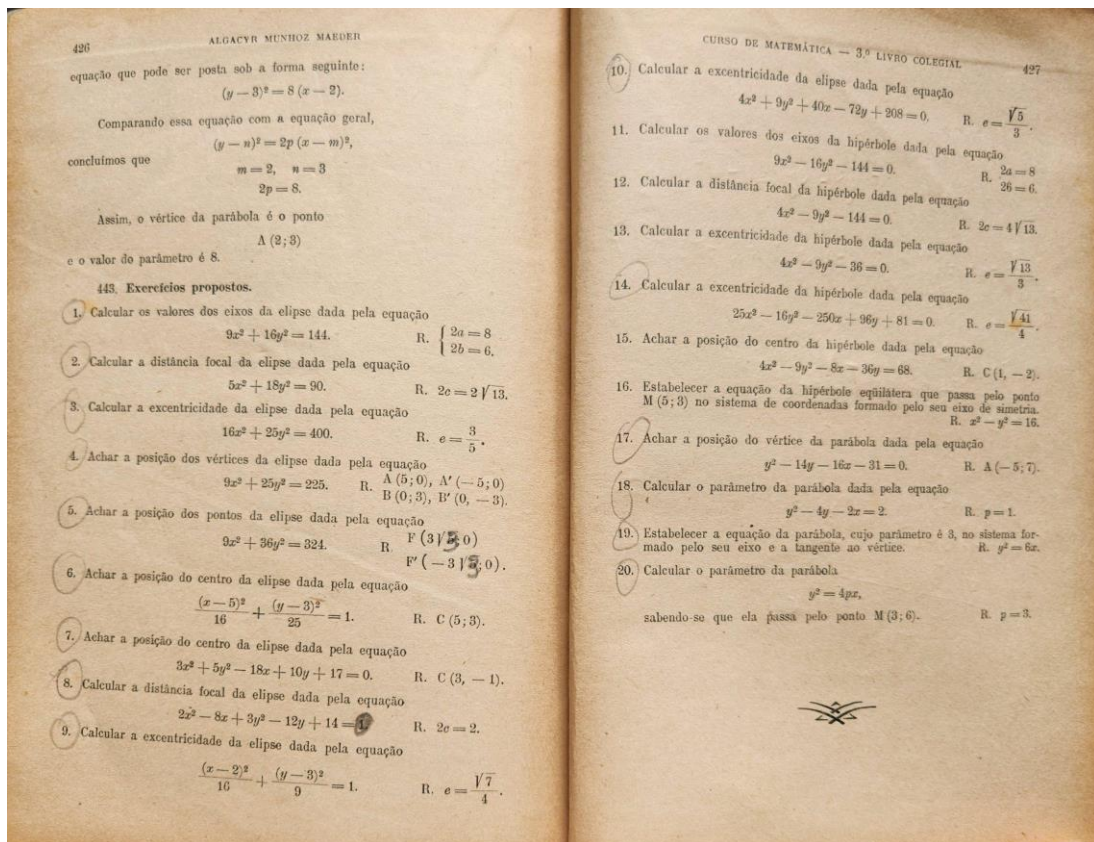 426
ALGACYR MUNHOZ MAEDER
equação que pode ser posta sob a forma seguinte:
(y — 3)² = 8 (x — 2).
Comparando essa equação com a equação geral,
(y — n)² = 2p (x — m)²,
concluímos que
m = 2, n = 3
2p = 8.
Assim, o vértice da parábola é o ponto
A (2; 3)
e o valor do parâmetro é 8.
443. Exercícios propostos.
1. Calcular os valores dos eixos da elipse dada pela equação
9x² + 16y² = 144. R. { 2a = 8
2b = 6.
2. Calcular a distância focal da elipse dada pela equação
5x² + 18y² = 90. R. 2c = 2 √13.
3. Calcular a excentricidade da elipse dada pela equação
16x² + 25y² = 400. R. e = 3/5.
4. Achar a posição dos vértices da elipse dada pela equação
9x² + 25y² = 225. R. A (5; 0), A′ (— 5; 0)
B (0; 3), B′ (0, — 3).
5. Achar a posição dos pontos da elipse dada pela equação
9x² + 36y² = 324. R F (3 √3; 0)
F′ (— 3 √3; 0).
6. Achar a posição do centro da elipse dada pela equação
(x — 5)²/16 + (y — 3)²/25 = 1. R. C (5; 3).
7. Achar a posição do centro da elipse dada pela equação
3x² + 5y² — 18x + 10y + 17 = 0. R. C (3, — 1).
8. Calcular a distância focal da elipse dada pela equação
2x² — 8x + 3y² — 12y + 14 = R. 2c = 2.
9. Calcular a excentricidade da elipse dada pela equação
(x — 2)²/16 + (y — 3)²/9 = 1. R. e = √7/4.
CURSO DE MATEMÁTICA — 3.º LIVRO COLEGIAL
427
10. Calcular a excentricidade da elipse dada pela equação
4x² + 9y² + 40x — 72y + 208 = 0. R. e = √5/3.
11. Calcular os valores dos eixos da hipérbole dada pela equação
9x² — 16y² — 144 = 0. R. 2a = 8
26 = 6.
12. Calcular a distância focal da hipérbole dada pela equação
4x² — 9y² — 144 = 0. R. 2c = 4 √13.
13. Calcular a excentricidade da hipérbole dada pela equação
4x² — 9y² — 36 = 0. R. e = √13/3.
14. Calcular a excentricidade da hipérbole dada pela equação
25x² — 16y² — 250x + 96y + 81 = 0. R. e = √41/4.
15. Achar a posição do centro da hipérbole dada pela equação
4x² — 9y² — 8x — 36y = 68. R. C (1, — 2).
16. Estabelecer a equação da hipérbole eqüilátera que passa pelo ponto
M (5; 3) no sistema de coordenadas formado pelo seu eixo de simetria.
R. x² — y² = 16.
17. Achar a posição do vértice da parábola dada pela equação
y² — 14y — 16x — 31 = 0. R. A (— 5; 7).
18. Calcular o parâmetro da parábola dada pela equação
y² — 4y — 2x = 2. R. p = 1.
19. Estabelecer a equação da parábola, cujo parâmetro é 3, no sistema for-
mado pelo seu eixo e a tangente ao vértice. R. y² = 6x.
20. Calcular o parâmetro da parábola
y² = 4px,
sabendo-se que ela passa pelo ponto M (3; 6). R. p = 3.